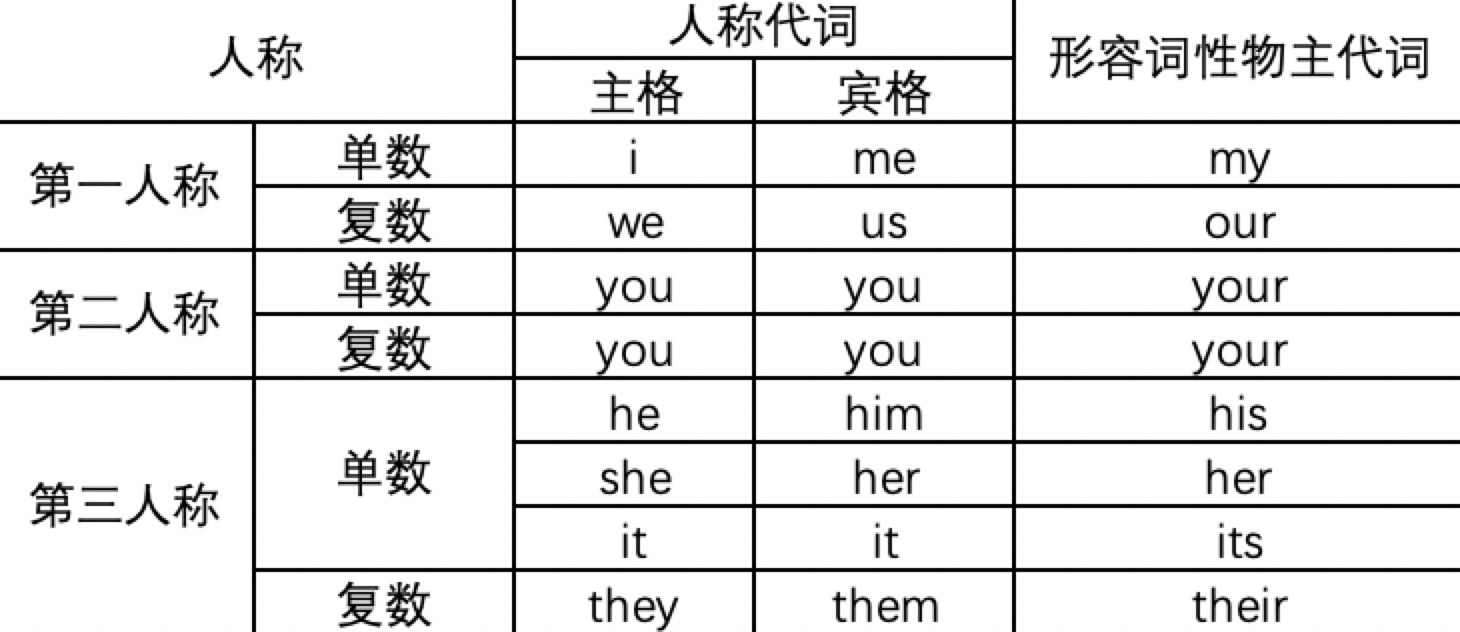 人称 人称代词 形容词性物主代词
主格 宾格
第一人称 单数 i me my
复数 we us our
第二人称 单数 you you your
复数 you you your
第三人称 单数 he him his
she her her
it it its
复数 they them their